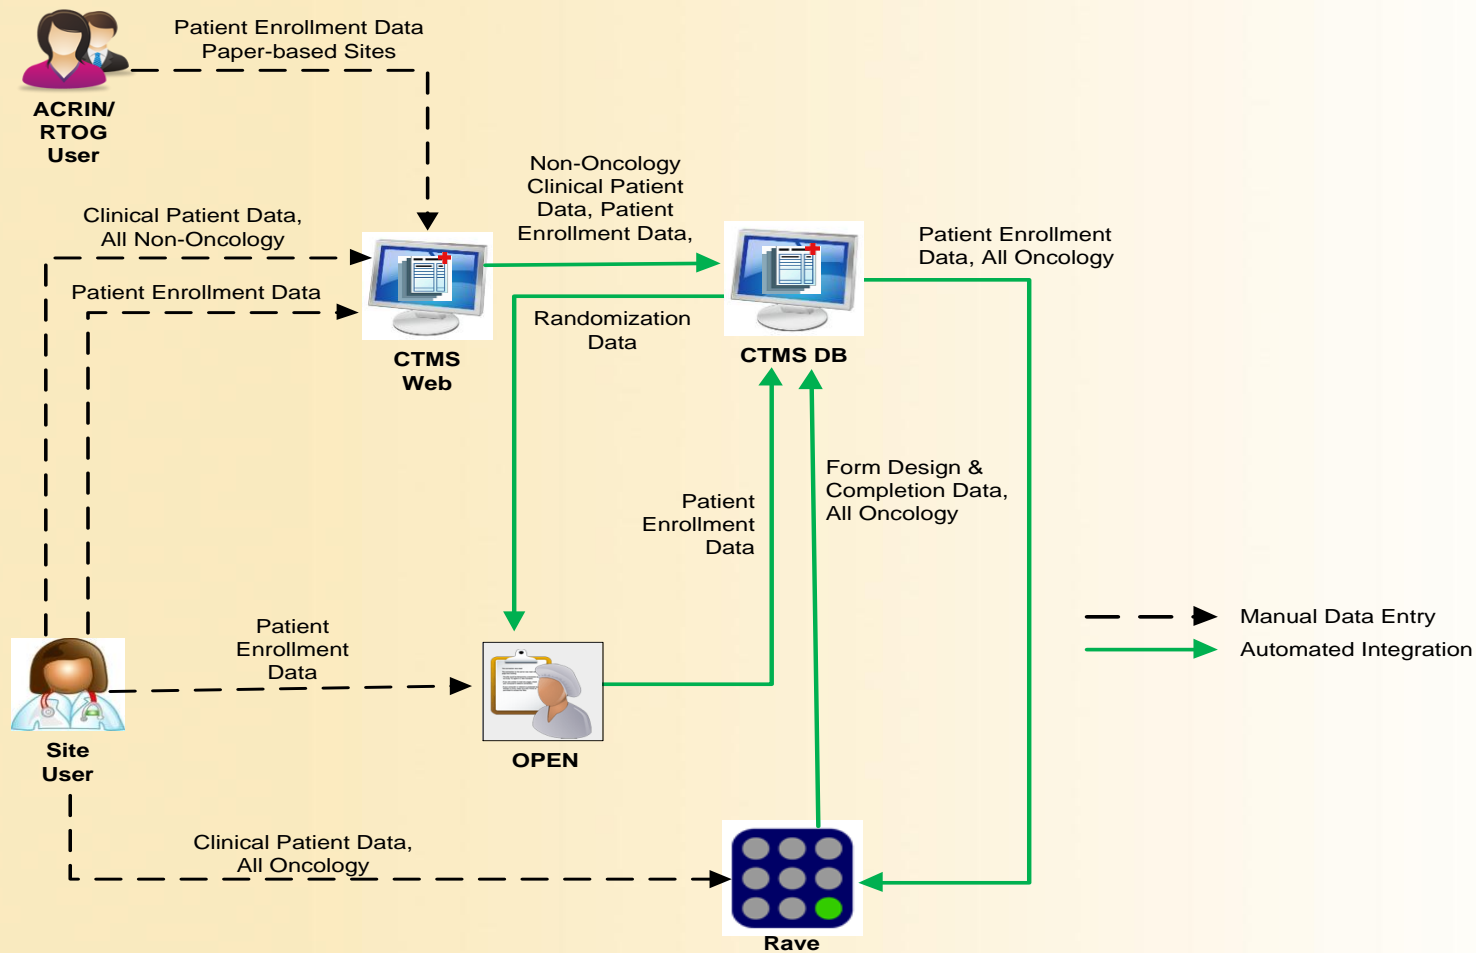 Patient Enrollment Data
Paper-based Sites
ACRIN/
RTOG
User
Clinical Patient Data,
All Non-Oncology
Patient Enrollment Data
CTMS
Web
Non-Oncology
Clinical Patient
Data, Patient
Enrollment Data,
Randomization
Data
CTMS DB
Patient Enrollment
Data, All Oncology
Patient
Enrollment
Data
Form Design &
Completion Data,
All Oncology
Manual Data Entry
Automated Integration
Patient
Enrollment
Data
Site
User
OPEN
Clinical Patient Data,
All Oncology
Rave